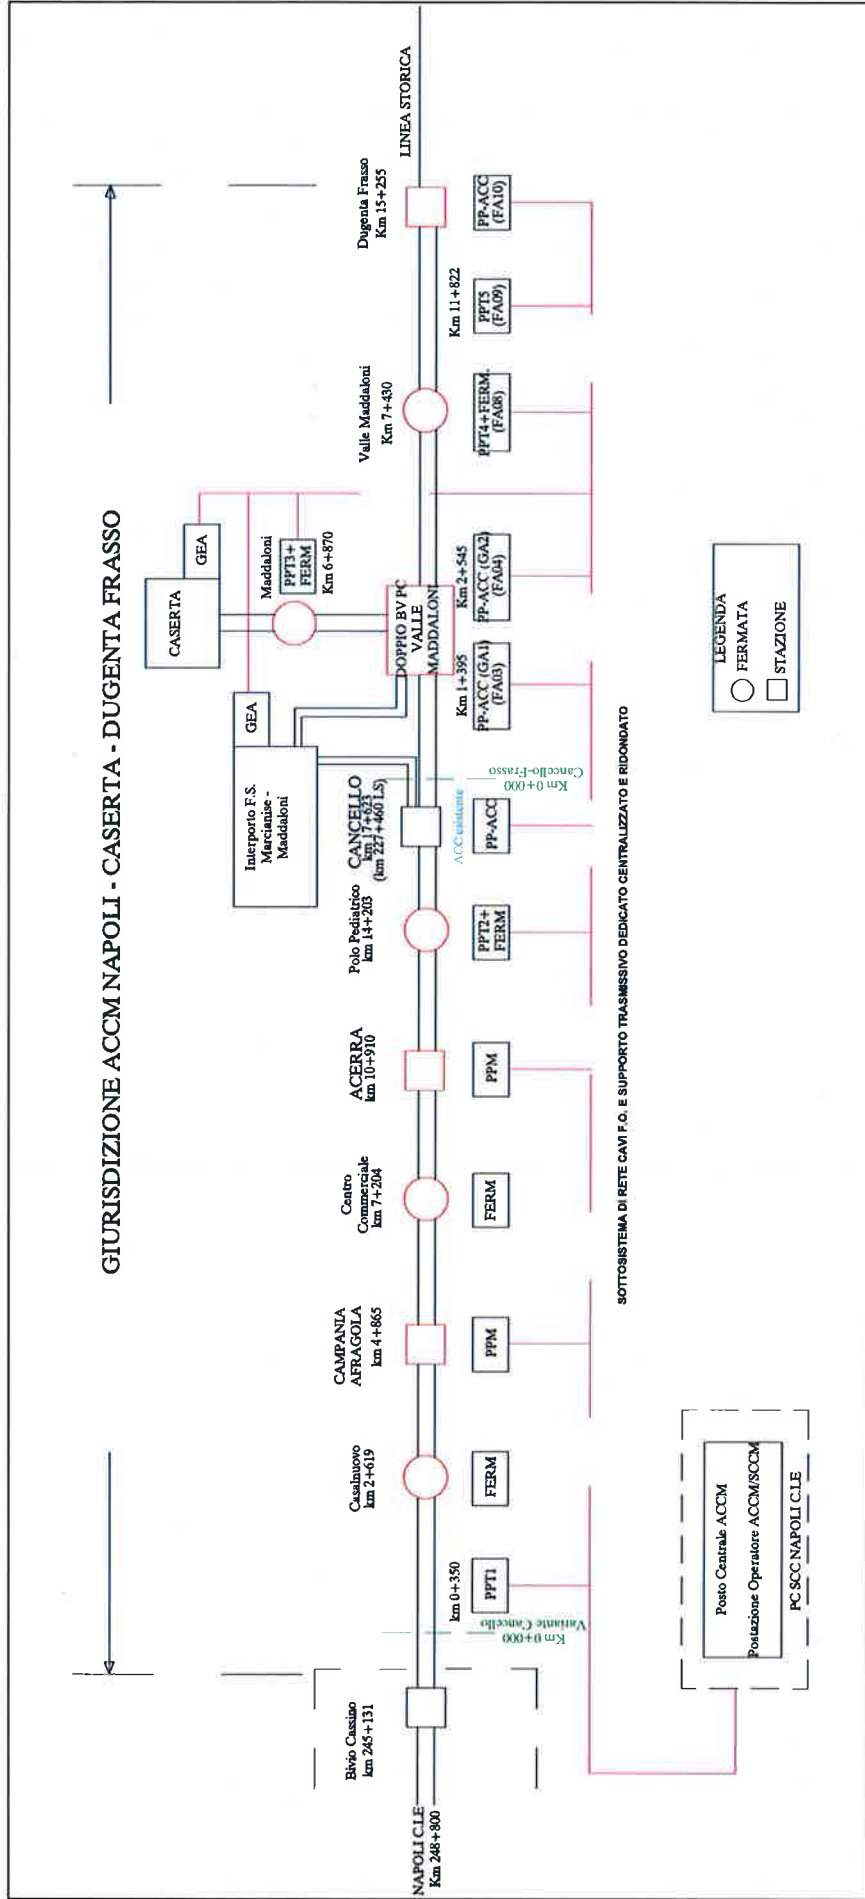 GIURISDIZIONE ACCM NAPOLI - CASERTA - DUGENTA FRASSO
NAPOLI C.LE
Km 248+800
Bivio Cassino
km 245+131
Km 0+000
Variante Cancello
km 0+350
PPT1
Casalnuovo
km 2+619
FERM
CAMPANIA
AFRAGOLA
km 4+865
PPM
Centro
Commerciale
km 7+204
FERM
ACERRA
km 10+910
PPM
Polo Pediatrico
km 14+203
PPT2+
FERM
CANCELLO
km 17+623
(km 227+460 LS)
ACC esistente
PP-ACC
Km 0+000
Cancello-Frasso
Interporto F.S.
Marcianise -
Maddaloni
GEA
CASERTA
GEA
Maddaloni
PPT3+
FERM
Km 6+870
DOPPIO BV PC
VALLE
MADDALONI
Km 1+395
PP-ACC (GA1)
(FA03)
Km 2+545
PP-ACC (GA2)
(FA04)
Valle Maddaloni
Km 7+430
PPT4+FERM.
(FA08)
Km 11+822
PPT5
(FA09)
Dugenta Frasso
Km 15+255
PP-ACC
(FA10)
LINEA STORICA
SOTTOSISTEMA DI RETE CAVI F.O. E SUPPORTO TRASMISSIVO DEDICATO CENTRALIZZATO E RIDONDATO
Posto Centrale ACCM
Postazione Operatore ACCM/SCCM
PC SCC NAPOLI C.LE
LEGENDA
FERMATA
STAZIONE